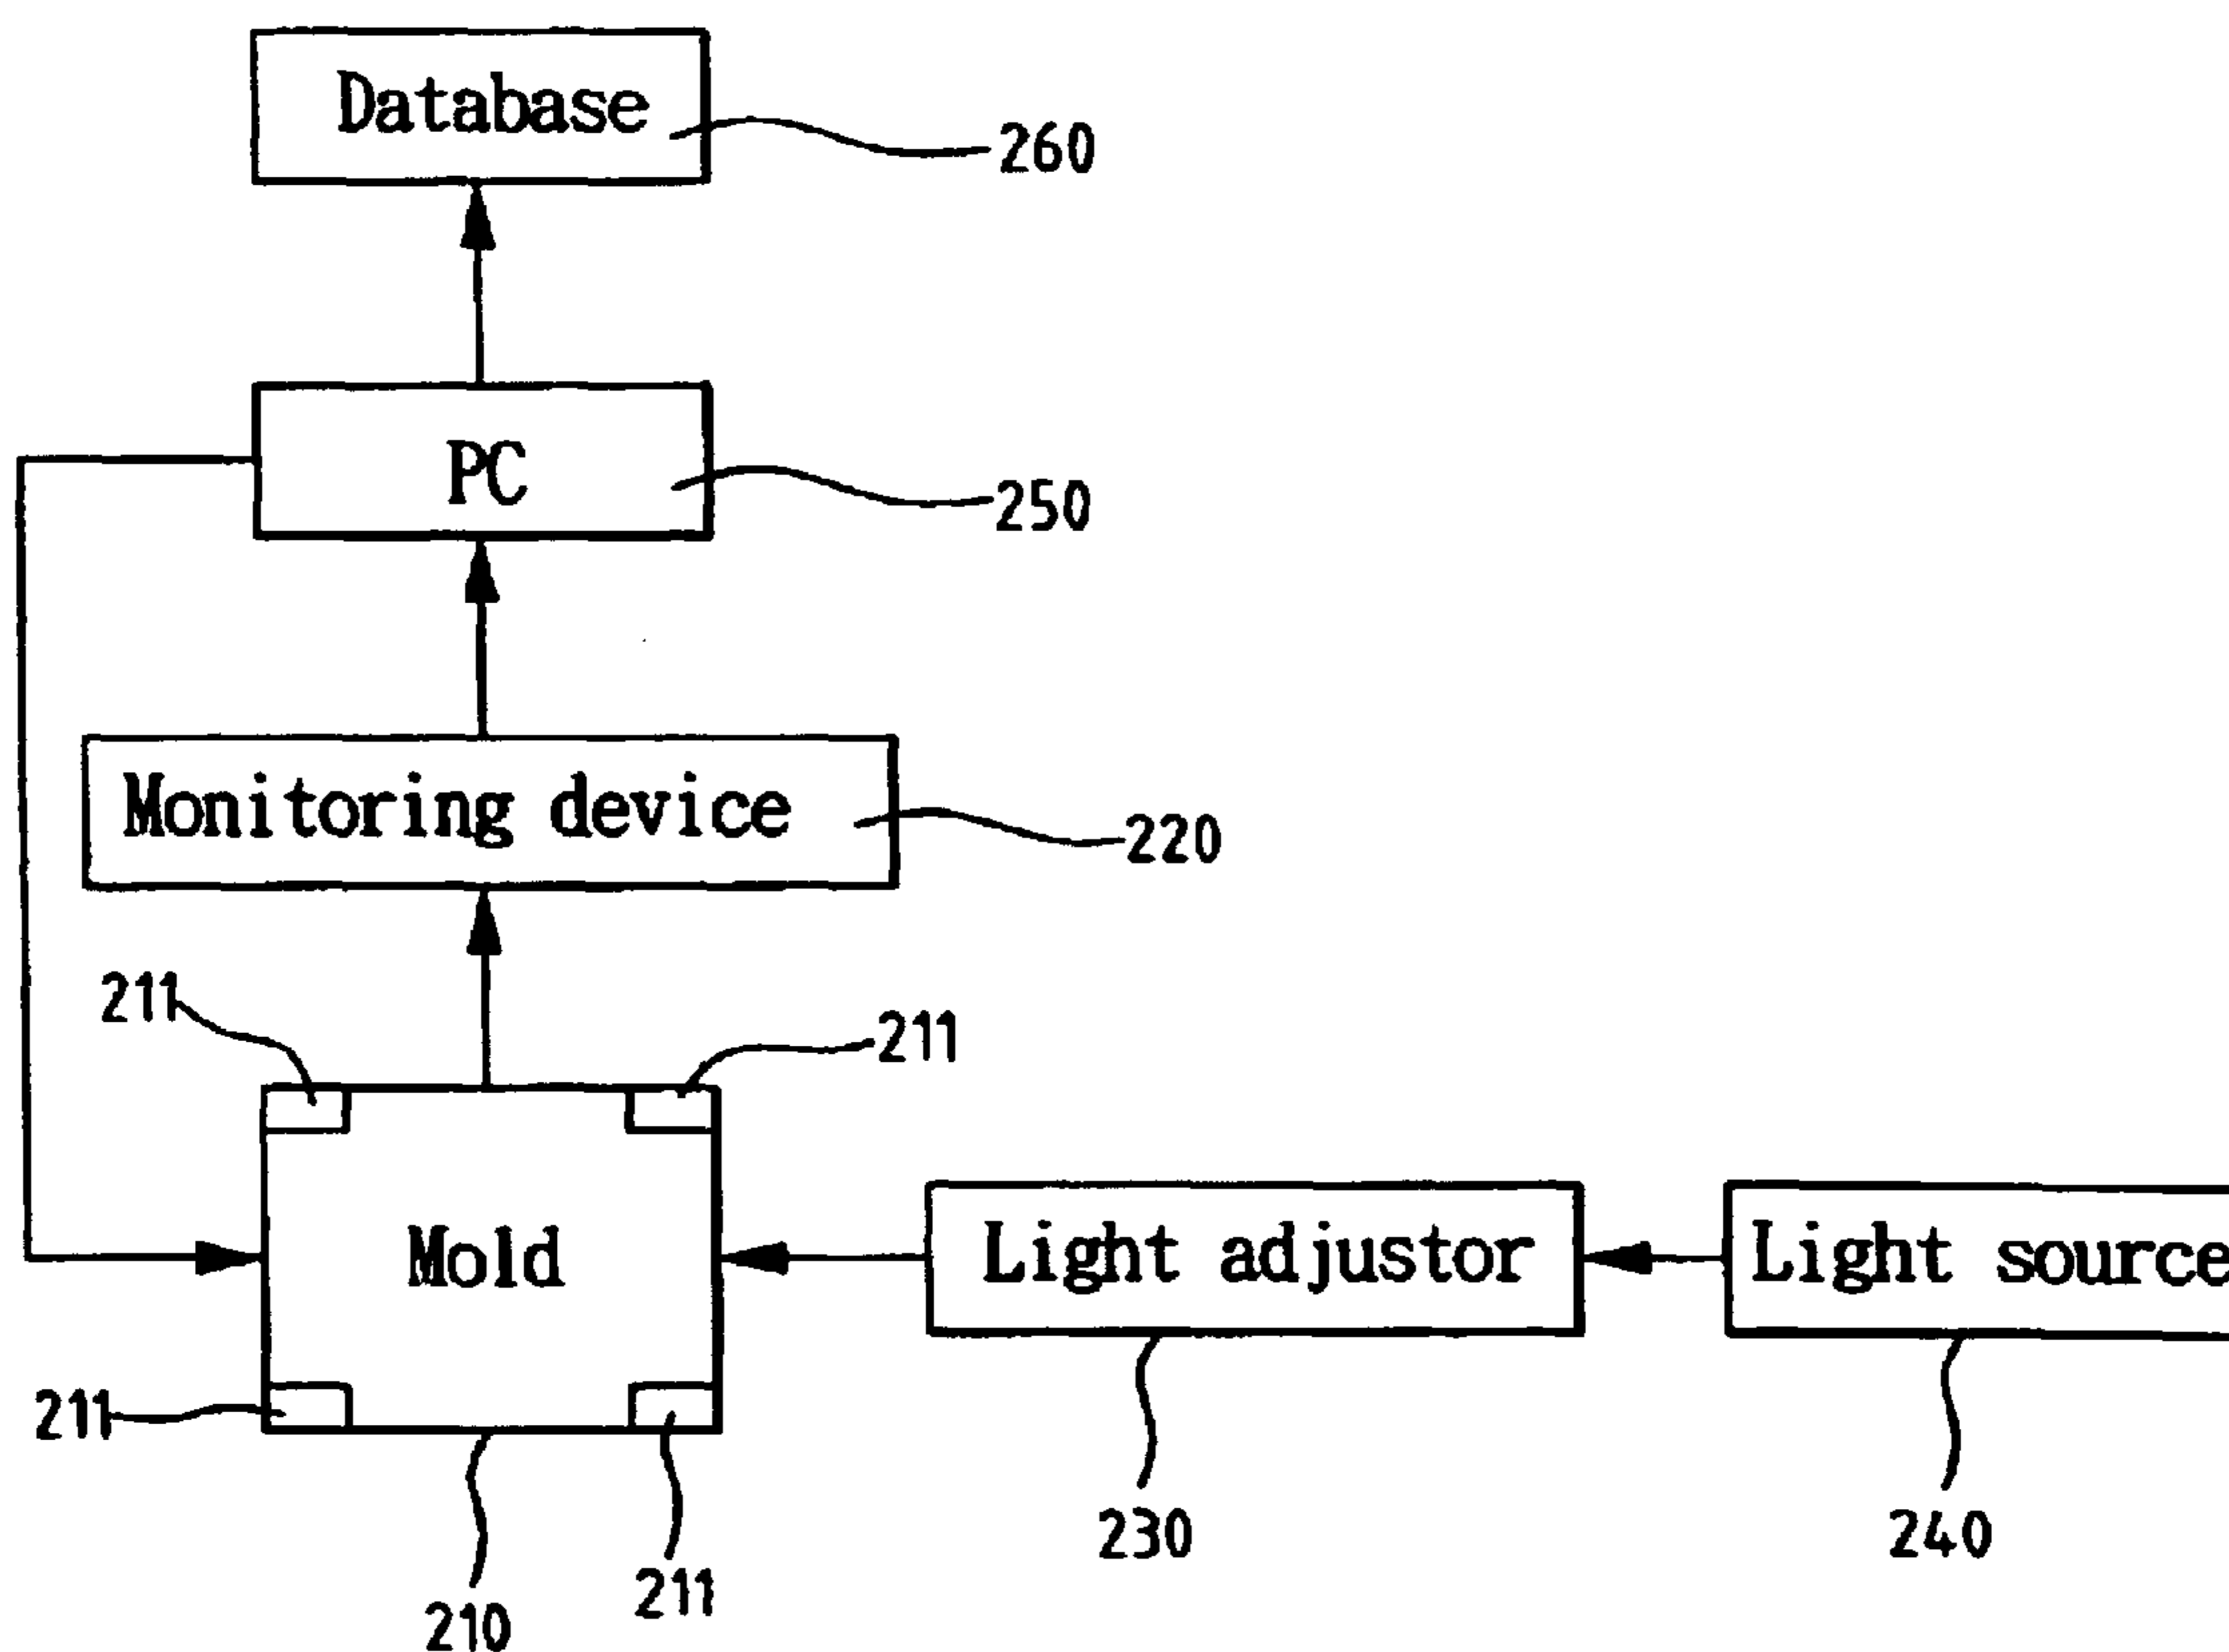 Database
260
PC
250
Monitoring device
220
211
211
Mold
Light adjustor
Light source
211
230
240
211
210